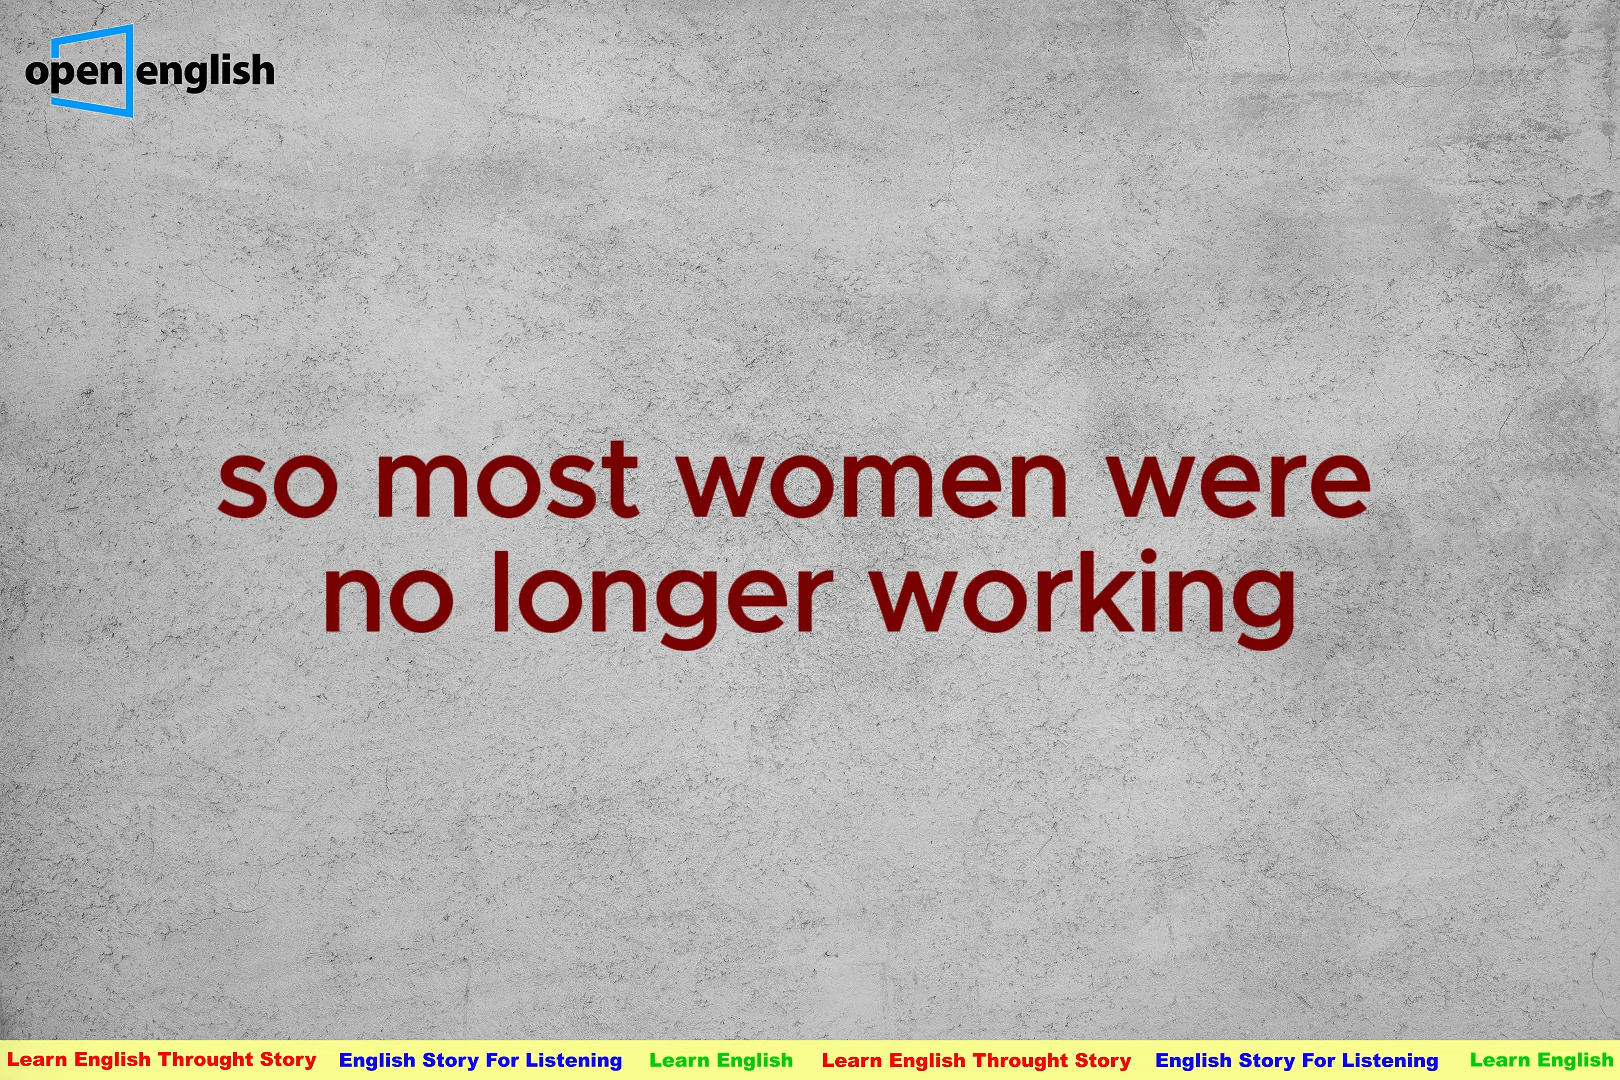 open english
so most women were
no longer working
Learn English Throught Story English Story For Listening Learn English Learn English Throught Story English Story For Listening Learn English